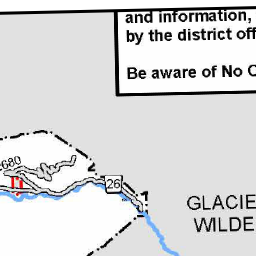 and information,
by the district off
Be aware of No O
680
26
GLACIE
WILDE